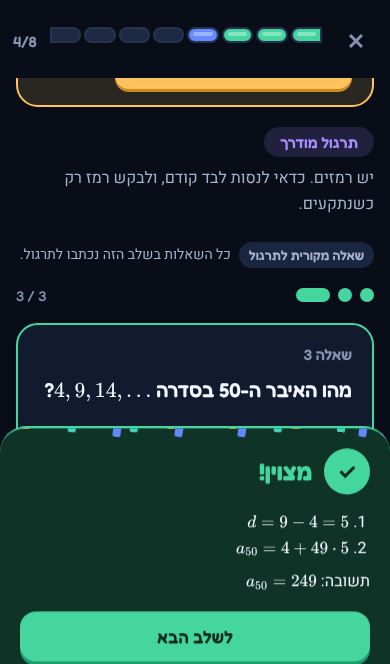 4/8
תרגול מודרך
יש רמזים. כדאי לנסות לבד קודם, ולבקש רמז רק
כשנתקעים.
שאלה מקורית לתרגול כל השאלות בשלב הזה נכתבו לתרגול.
3 / 3
שאלה 3
מהו האיבר ה-50 בסדרה 4, 9, 14, . . .?
מצוין!
1. d = 9 − 4 = 5
2. a₅₀ = 4 + 49 · 5
תשובה: a₅₀ = 249
לשלב הבא